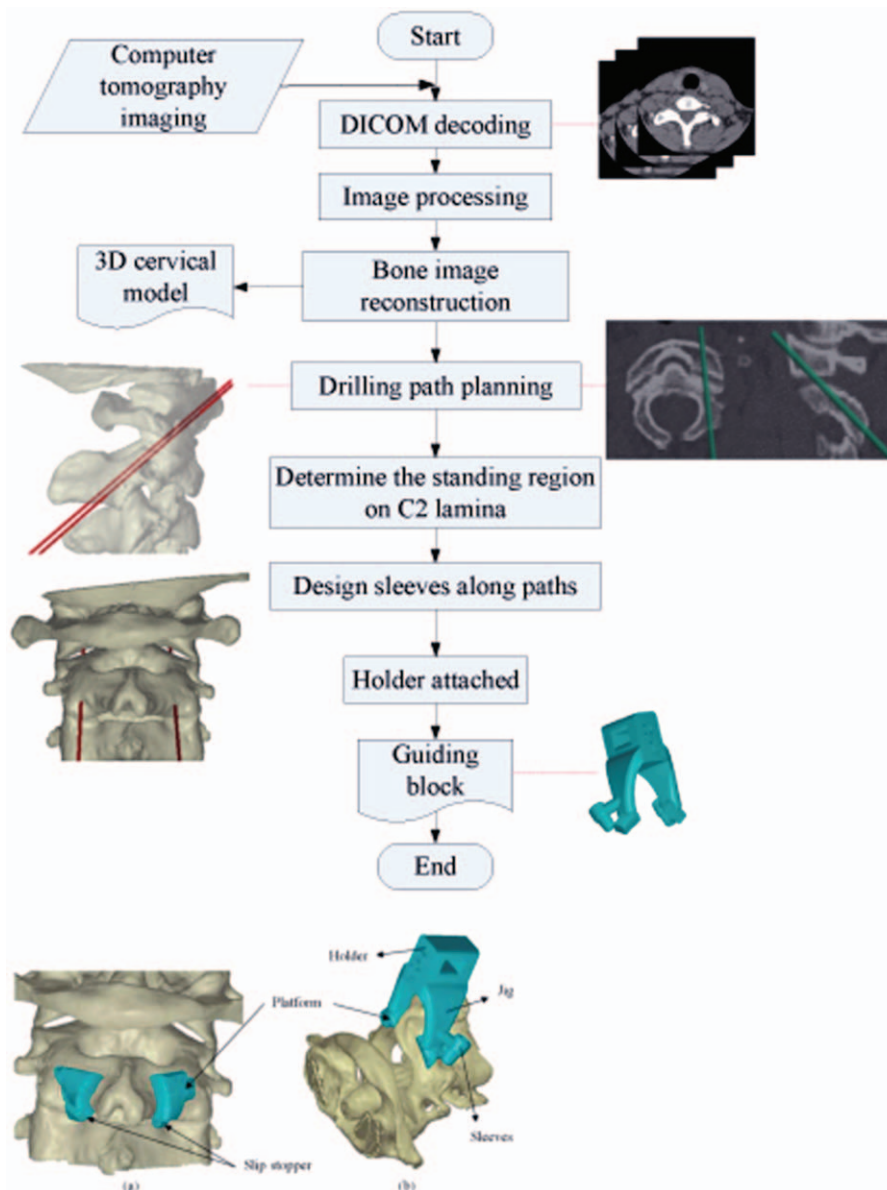 Start
Computer
tomography
imaging
DICOM decoding
Image processing
3D cervical
model
Bone image
reconstruction
Drilling path planning
Determine the standing region
on C2 lamina
Design sleeves along paths
Holder attached
Guiding
block
End
Holder
Platform
Jig
Sleeves
Slip stopper
(a)
(b)